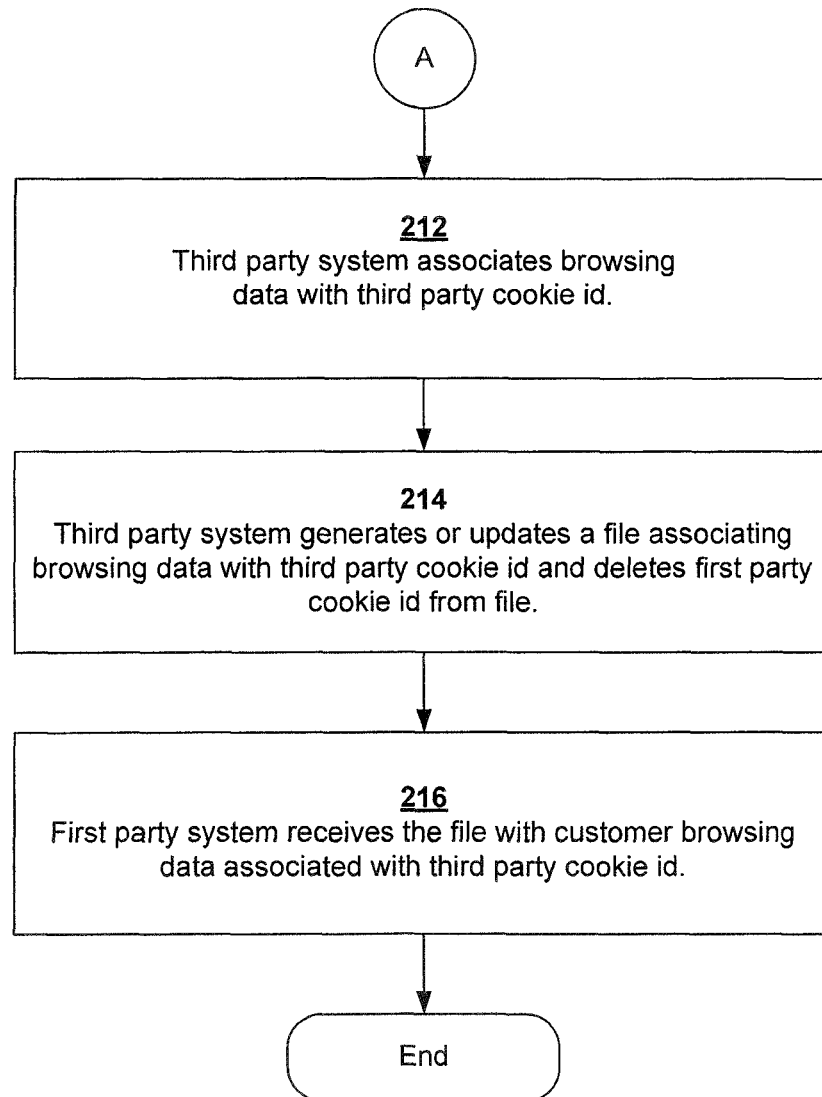 A
212
Third party system associates browsing
data with third party cookie id.
214
Third party system generates or updates a file associating
browsing data with third party cookie id and deletes first party
cookie id from file.
216
First party system receives the file with customer browsing
data associated with third party cookie id.
End